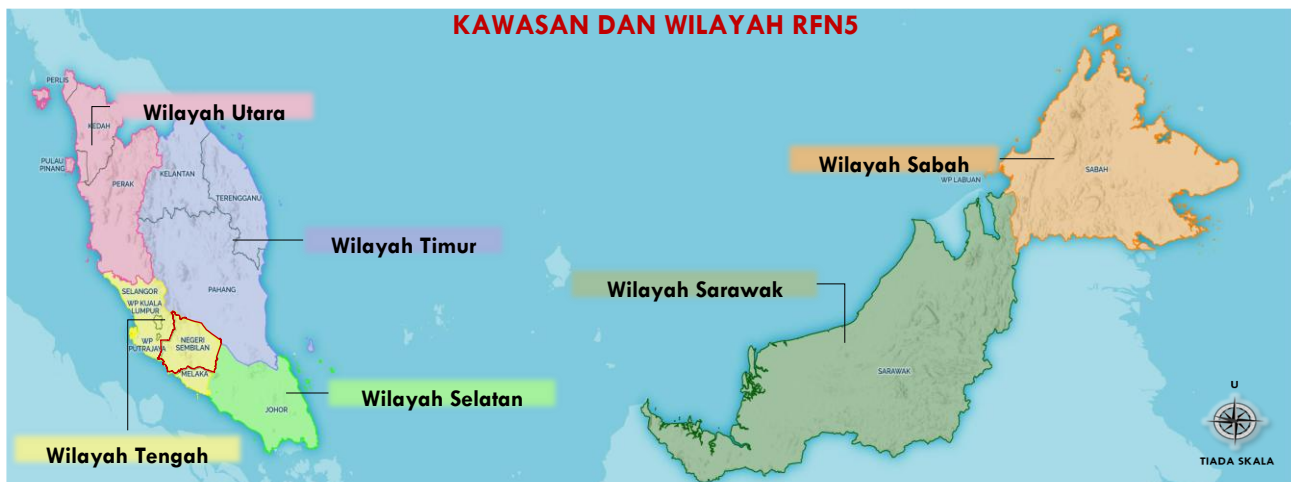 KAWASAN DAN WILAYAH RFN5
PERLIS
Wilayah Utara
KEDAH
PULAU
PINANG
PERAK
KELANTAN
TERENGGANU
Wilayah Timur
PAHANG
SELANGOR
WP KUALA
LUMPUR
WP
PUTRAJAYA
NEGERI
SEMBILAN
MELAKA
Wilayah Selatan
JOHOR
Wilayah Tengah
Wilayah Sabah
WP LABUAN
SABAH
Wilayah Sarawak
SARAWAK
U
TIADA SKALA